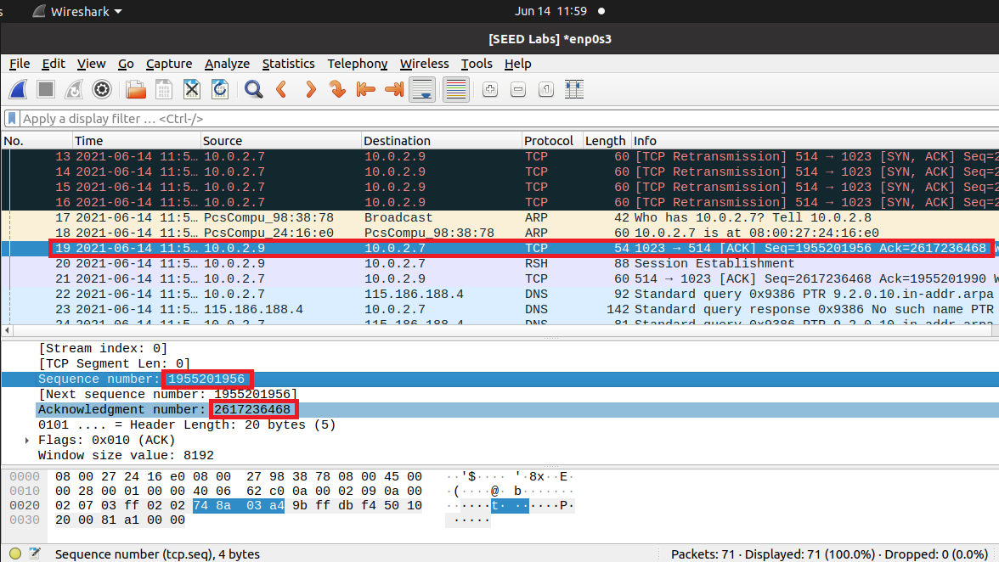 s Wireshark Jun 14 11:59
[SEED Labs] *enp0s3
File Edit View Go Capture Analyze Statistics Telephony Wireless Tools Help
Apply a display filter … <Ctrl-/>
No. Time Source Destination Protocol Length Info
13 2021-06-14 11:5… 10.0.2.7 10.0.2.9 TCP 60 [TCP Retransmission] 514 → 1023 [SYN, ACK] Seq=2
14 2021-06-14 11:5… 10.0.2.7 10.0.2.9 TCP 60 [TCP Retransmission] 514 → 1023 [SYN, ACK] Seq=2
15 2021-06-14 11:5… 10.0.2.7 10.0.2.9 TCP 60 [TCP Retransmission] 514 → 1023 [SYN, ACK] Seq=2
16 2021-06-14 11:5… 10.0.2.7 10.0.2.9 TCP 60 [TCP Retransmission] 514 → 1023 [SYN, ACK] Seq=2
17 2021-06-14 11:5… PcsCompu_98:38:78 Broadcast ARP 42 Who has 10.0.2.7? Tell 10.0.2.8
18 2021-06-14 11:5… PcsCompu_24:16:e0 PcsCompu_98:38:78 ARP 60 10.0.2.7 is at 08:00:27:24:16:e0
19 2021-06-14 11:5… 10.0.2.9 10.0.2.7 TCP 54 1023 → 514 [ACK] Seq=1955201956 Ack=2617236468 W
20 2021-06-14 11:5… 10.0.2.9 10.0.2.7 RSH 88 Session Establishment
21 2021-06-14 11:5… 10.0.2.7 10.0.2.9 TCP 60 514 → 1023 [ACK] Seq=2617236468 Ack=1955201990 W
22 2021-06-14 11:5… 10.0.2.7 115.186.188.4 DNS 92 Standard query 0x9386 PTR 9.2.0.10.in-addr.arpa
23 2021-06-14 11:5… 115.186.188.4 10.0.2.7 DNS 142 Standard query response 0x9386 No such name PTR
24 2021-06-14 11:5… 10.0.2.7 115.186.188.4 DNS 81 Standard query 0x9386 PTR 9.2.0.10.in-addr.arpa
[Stream index: 0]
[TCP Segment Len: 0]
Sequence number: 1955201956
[Next sequence number: 1955201956]
Acknowledgment number: 2617236468
0101 .... = Header Length: 20 bytes (5)
Flags: 0x010 (ACK)
Window size value: 8192
0000 08 00 27 24 16 e0 08 00 27 98 38 78 08 00 45 00 ··'$···· '·8x··E·
0010 00 28 00 01 00 00 40 06 62 c0 0a 00 02 09 0a 00 ·(····@· b·······
0020 02 07 03 ff 02 02 74 8a 03 a4 9b ff db f4 50 10 ······t· ······P·
0030 20 00 81 a1 00 00 ·····
Sequence number (tcp.seq), 4 bytes Packets: 71 · Displayed: 71 (100.0%) · Dropped: 0 (0.0%)